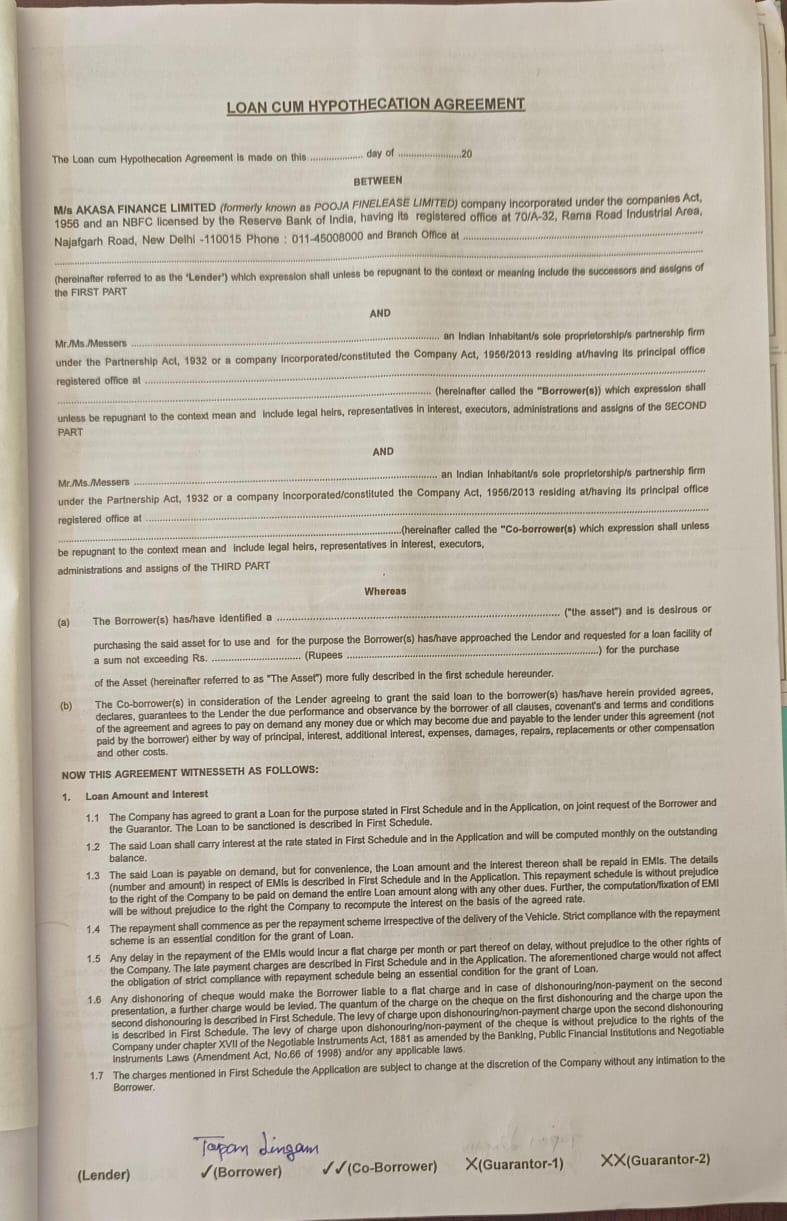 LOAN CUM HYPOTHECATION AGREEMENT
The Loan cum Hypothecation Agreement is made on this .................... day of ........................20
BETWEEN
M/s AKASA FINANCE LIMITED (formerly known as POOJA FINELEASE LIMITED) company incorporated under the companies Act,
1956 and an NBFC licensed by the Reserve Bank of India, having its registered office at 70/A-32, Rama Road Industrial Area,
Najafgarh Road, New Delhi -110015 Phone : 011-45008000 and Branch Office at ................................................................
................................................................
(hereinafter referred to as the 'Lender') which expression shall unless be repugnant to the context or meaning include the successors and assigns of
the FIRST PART
AND
Mr./Ms./Messers ................................................................ an Indian Inhabitant/s sole proprietorship/s partnership firm
under the Partnership Act, 1932 or a company incorporated/constituted the Company Act, 1956/2013 residing at/having its principal office
registered office at ................................................................
................................................................ (hereinafter called the "Borrower(s)) which expression shall
unless be repugnant to the context mean and include legal heirs, representatives in interest, executors, administrations and assigns of the SECOND
PART
AND
Mr./Ms./Messers ................................................................ an Indian Inhabitant/s sole proprietorship/s partnership firm
under the Partnership Act, 1932 or a company incorporated/constituted the Company Act, 1956/2013 residing at/having its principal office
registered office at ................................................................
................................................................(hereinafter called the "Co-borrower(s) which expression shall unless
be repugnant to the context mean and include legal heirs, representatives in interest, executors,
administrations and assigns of the THIRD PART
Whereas
(a) The Borrower(s) has/have identified a ................................................................ ("the asset") and is desirous or
purchasing the said asset for to use and for the purpose the Borrower(s) has/have approached the Lendor and requested for a loan facility of
a sum not exceeding Rs. .............................. (Rupees ................................................................) for the purchase
of the Asset (hereinafter referred to as "The Asset") more fully described in the first schedule hereunder.
(b) The Co-borrower(s) in consideration of the Lender agreeing to grant the said loan to the borrower(s) has/have herein provided agrees,
declares, guarantees to the Lender the due performance and observance by the borrower of all clauses, covenant's and terms and conditions
of the agreement and agrees to pay on demand any money due or which may become due and payable to the lender under this agreement (not
paid by the borrower) either by way of principal, interest, additional interest, expenses, damages, repairs, replacements or other compensation
and other costs.
NOW THIS AGREEMENT WITNESSETH AS FOLLOWS:
1. Loan Amount and Interest
1.1 The Company has agreed to grant a Loan for the purpose stated in First Schedule and in the Application, on joint request of the Borrower and
the Guarantor. The Loan to be sanctioned is described in First Schedule.
1.2 The said Loan shall carry interest at the rate stated in First Schedule and in the Application and will be computed monthly on the outstanding
balance.
1.3 The said Loan is payable on demand, but for convenience, the Loan amount and the interest thereon shall be repaid in EMIs. The details
(number and amount) in respect of EMIs is described in First Schedule and in the Application. This repayment schedule is without prejudice
to the right of the Company to be paid on demand the entire Loan amount along with any other dues. Further, the computation/fixation of EMI
will be without prejudice to the right the Company to recompute the Interest on the basis of the agreed rate.
1.4 The repayment shall commence as per the repayment scheme irrespective of the delivery of the Vehicle. Strict compliance with the repayment
scheme is an essential condition for the grant of Loan.
1.5 Any delay in the repayment of the EMIs would incur a flat charge per month or part thereof on delay, without prejudice to the other rights of
the Company. The late payment charges are described in First Schedule and in the Application. The aforementioned charge would not affect
the obligation of strict compliance with repayment schedule being an essential condition for the grant of Loan.
1.6 Any dishonoring of cheque would make the Borrower liable to a flat charge and in case of dishonouring/non-payment on the second
presentation, a further charge would be levied. The quantum of the charge on the cheque on the first dishonouring and the charge upon the
second dishonouring is described in First Schedule. The levy of charge upon dishonouring/non-payment charge upon the second dishonouring
is described in First Schedule. The levy of charge upon dishonouring/non-payment of the cheque is without prejudice to the rights of the
Company under chapter XVII of the Negotiable Instruments Act, 1881 as amended by the Banking, Public Financial Institutions and Negotiable
Instruments Laws (Amendment Act, No.66 of 1998) and/or any applicable laws.
1.7 The charges mentioned in First Schedule the Application are subject to change at the discretion of the Company without any intimation to the
Borrower.
Tapan Lingam
(Lender) ✓(Borrower) ✓✓(Co-Borrower) X(Guarantor-1) XX(Guarantor-2)